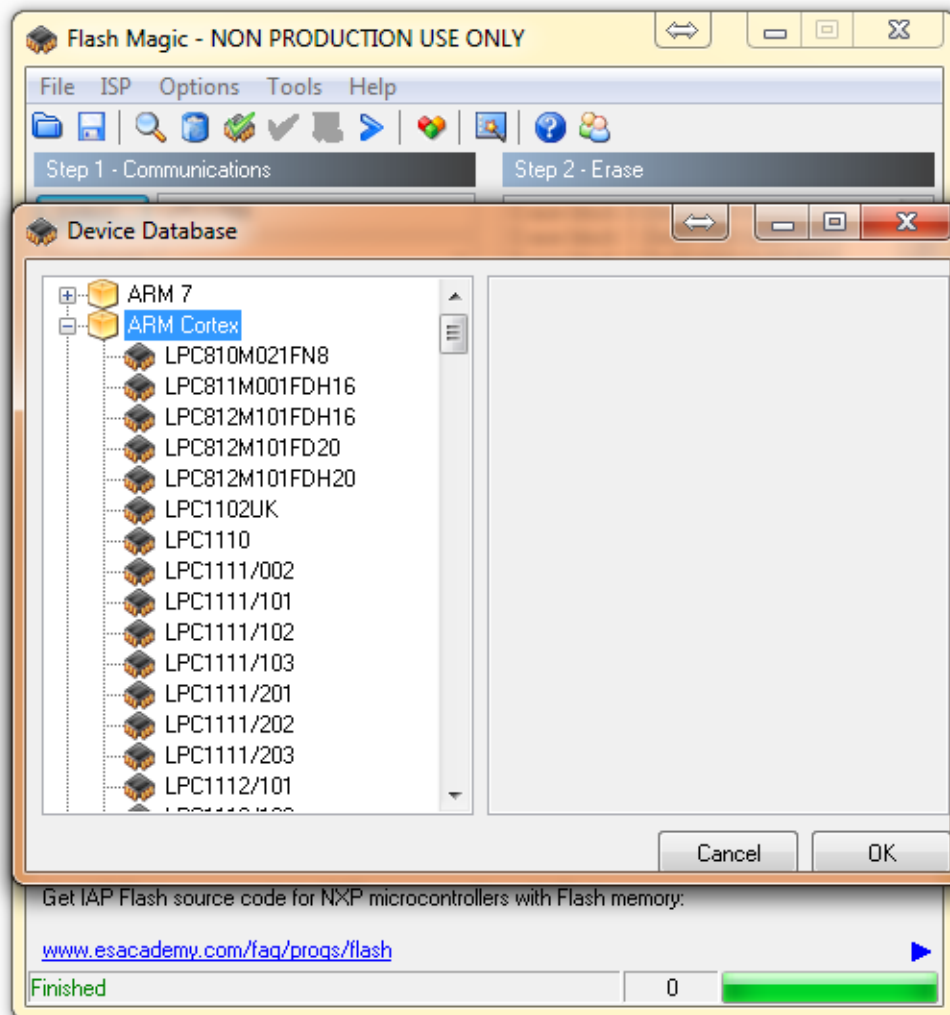 Flash Magic - NON PRODUCTION USE ONLY
File ISP Options Tools Help
Step 1 - Communications
Step 2 - Erase
Device Database
ARM 7
ARM Cortex
LPC810M021FN8
LPC811M001FDH16
LPC812M101FDH16
LPC812M101FD20
LPC812M101FDH20
LPC1102UK
LPC1110
LPC1111/002
LPC1111/101
LPC1111/102
LPC1111/103
LPC1111/201
LPC1111/202
LPC1111/203
LPC1112/101
Cancel
OK
Get IAP Flash source code for NXP microcontrollers with Flash memory:
www.esacademy.com/faq/progs/flash
Finished
0